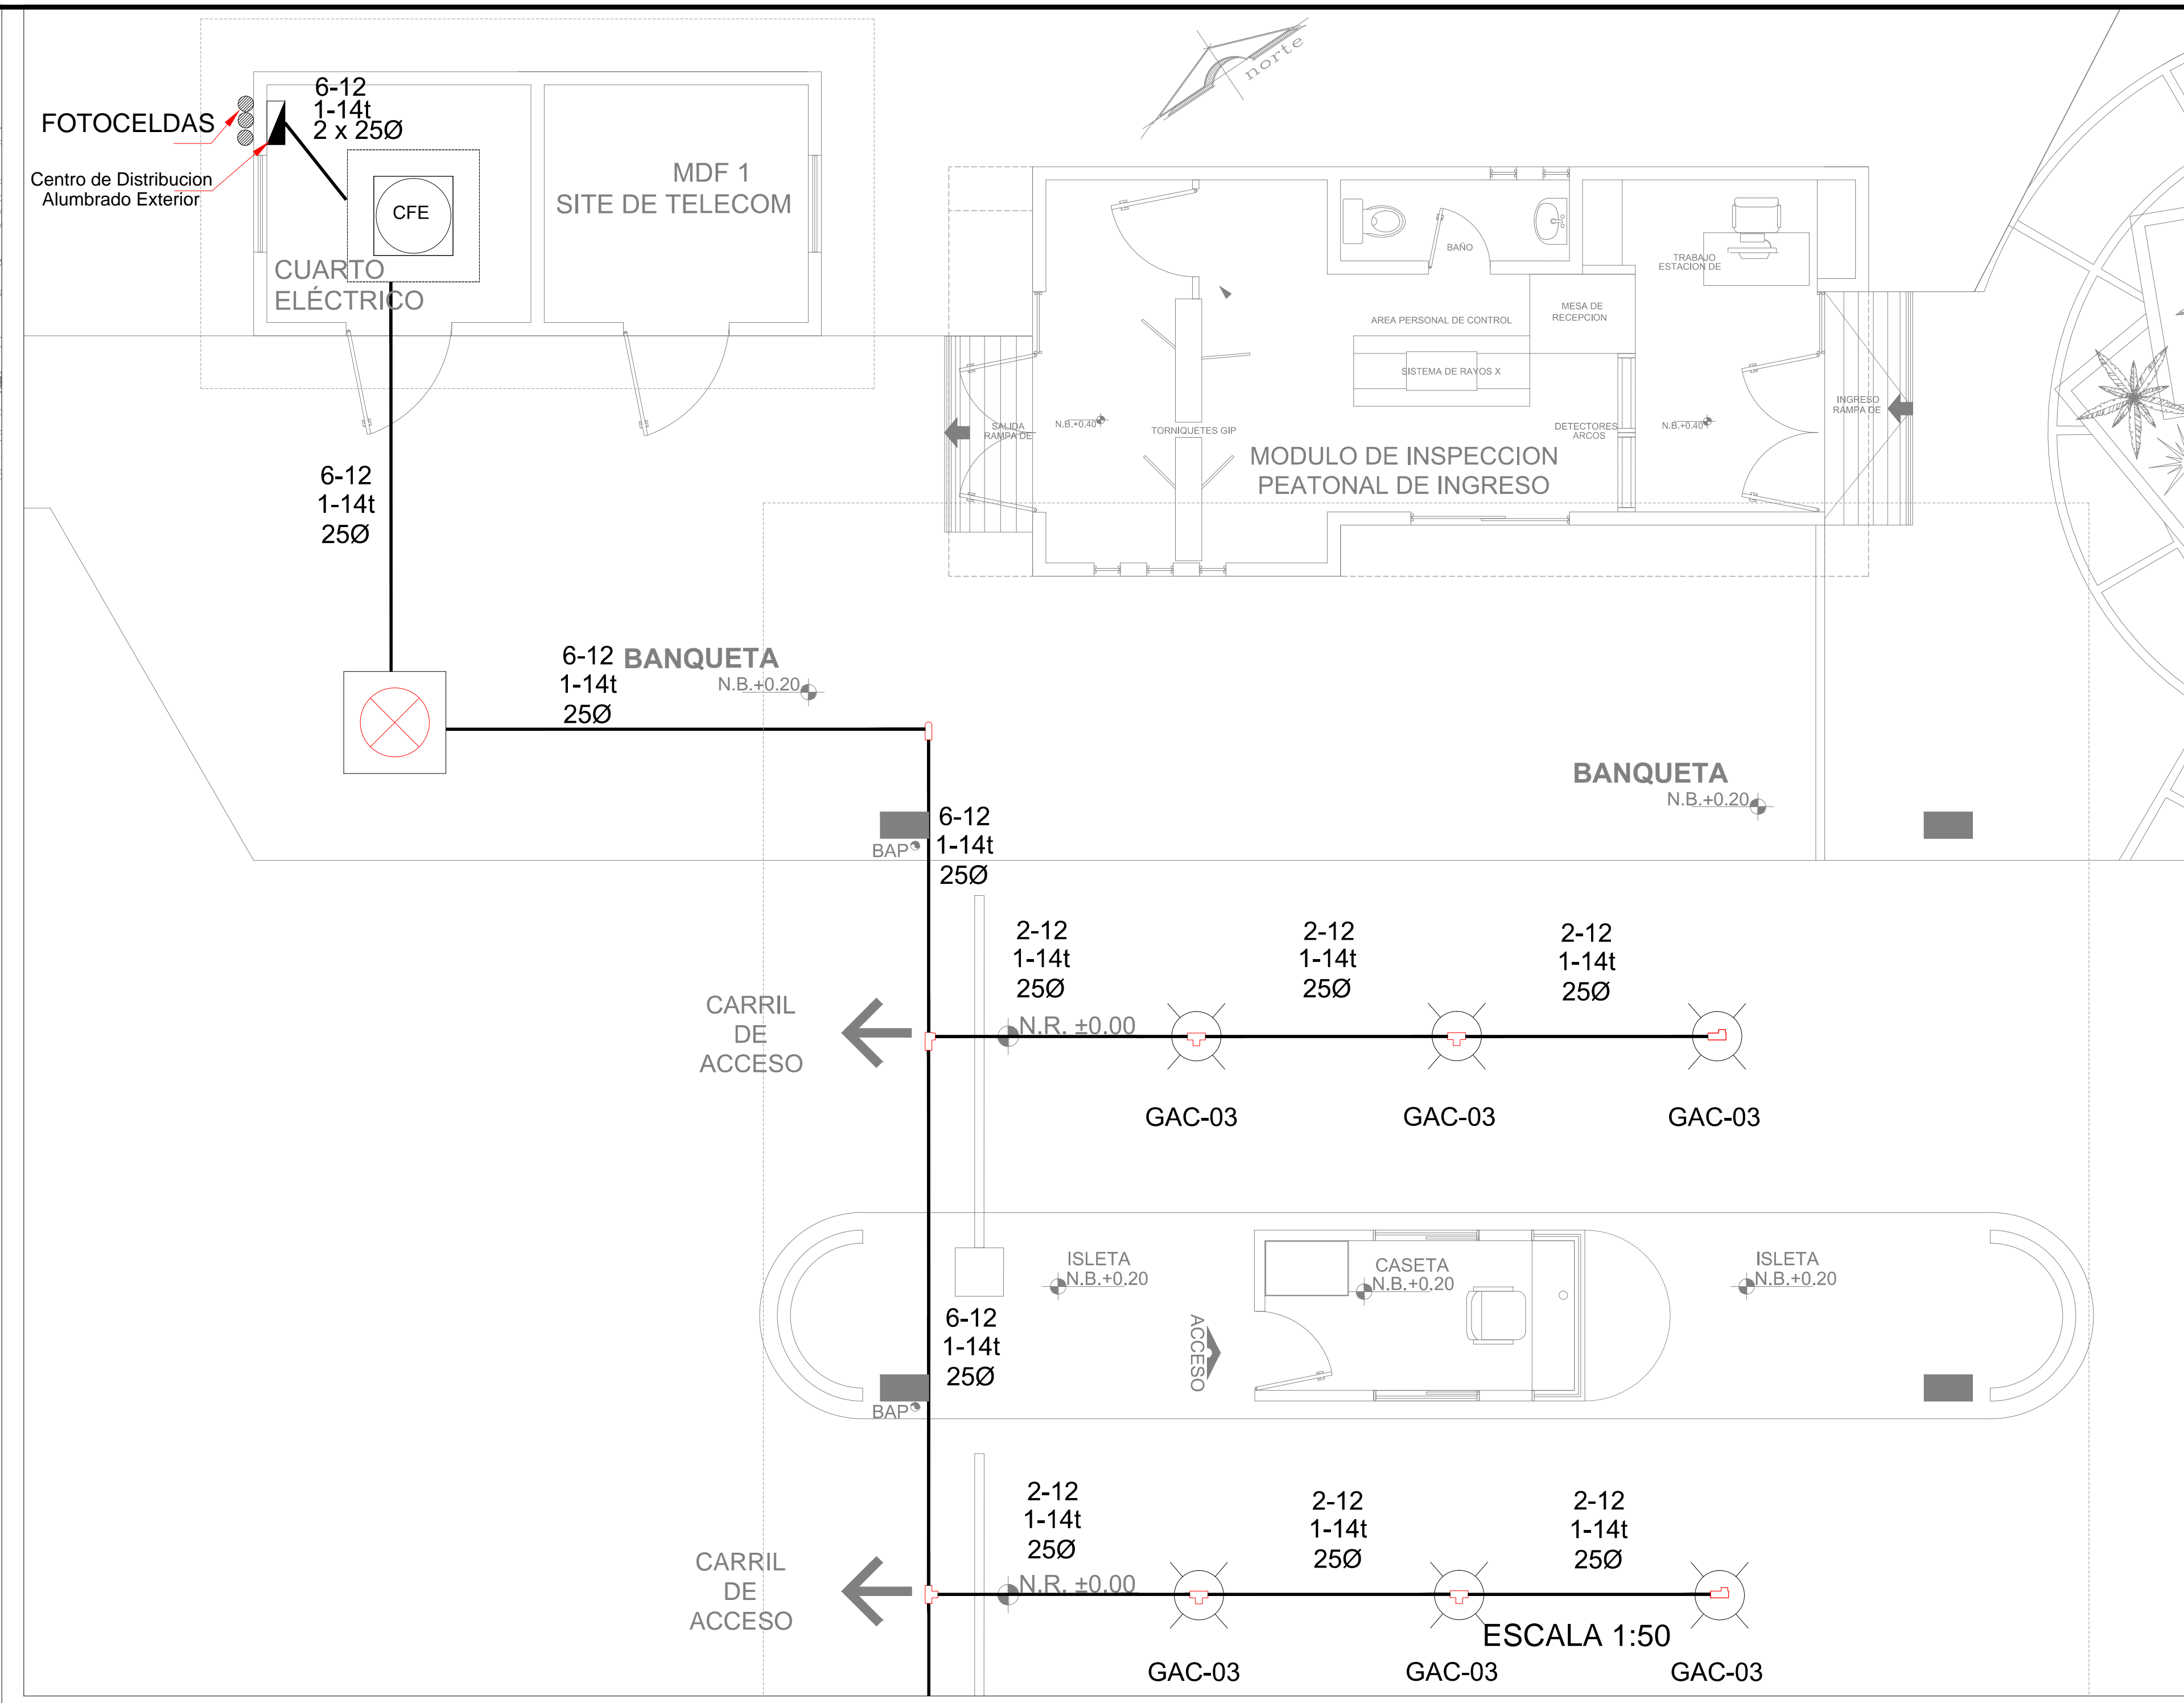 norte
FOTOCELDAS
Centro de Distribucion
Alumbrado Exterior
6-12
1-14t
2 x 25Ø
CFE
CUARTO
ELÉCTRICO
MDF 1
SITE DE TELECOM
BAÑO
TRABAJO
ESTACION DE
MESA DE
RECEPCION
AREA PERSONAL DE CONTROL
SISTEMA DE RAYOS X
INGRESO
RAMPA DE
SALIDA
RAMPA DE
N.B.+0.40
TORNIQUETES GIP
DETECTORES
ARCOS
N.B.+0.40
MODULO DE INSPECCION
PEATONAL DE INGRESO
6-12
1-14t
25Ø
6-12
1-14t
25Ø
BANQUETA
N.B.+0.20
BANQUETA
N.B.+0.20
6-12
1-14t
25Ø
BAP
2-12
1-14t
25Ø
2-12
1-14t
25Ø
2-12
1-14t
25Ø
CARRIL
DE
ACCESO
N.R. ±0.00
GAC-03
GAC-03
GAC-03
ISLETA
N.B.+0.20
CASETA
N.B.+0.20
ISLETA
N.B.+0.20
ACCESO
6-12
1-14t
25Ø
BAP
2-12
1-14t
25Ø
2-12
1-14t
25Ø
2-12
1-14t
25Ø
CARRIL
DE
ACCESO
N.R. ±0.00
ESCALA 1:50
GAC-03
GAC-03
GAC-03